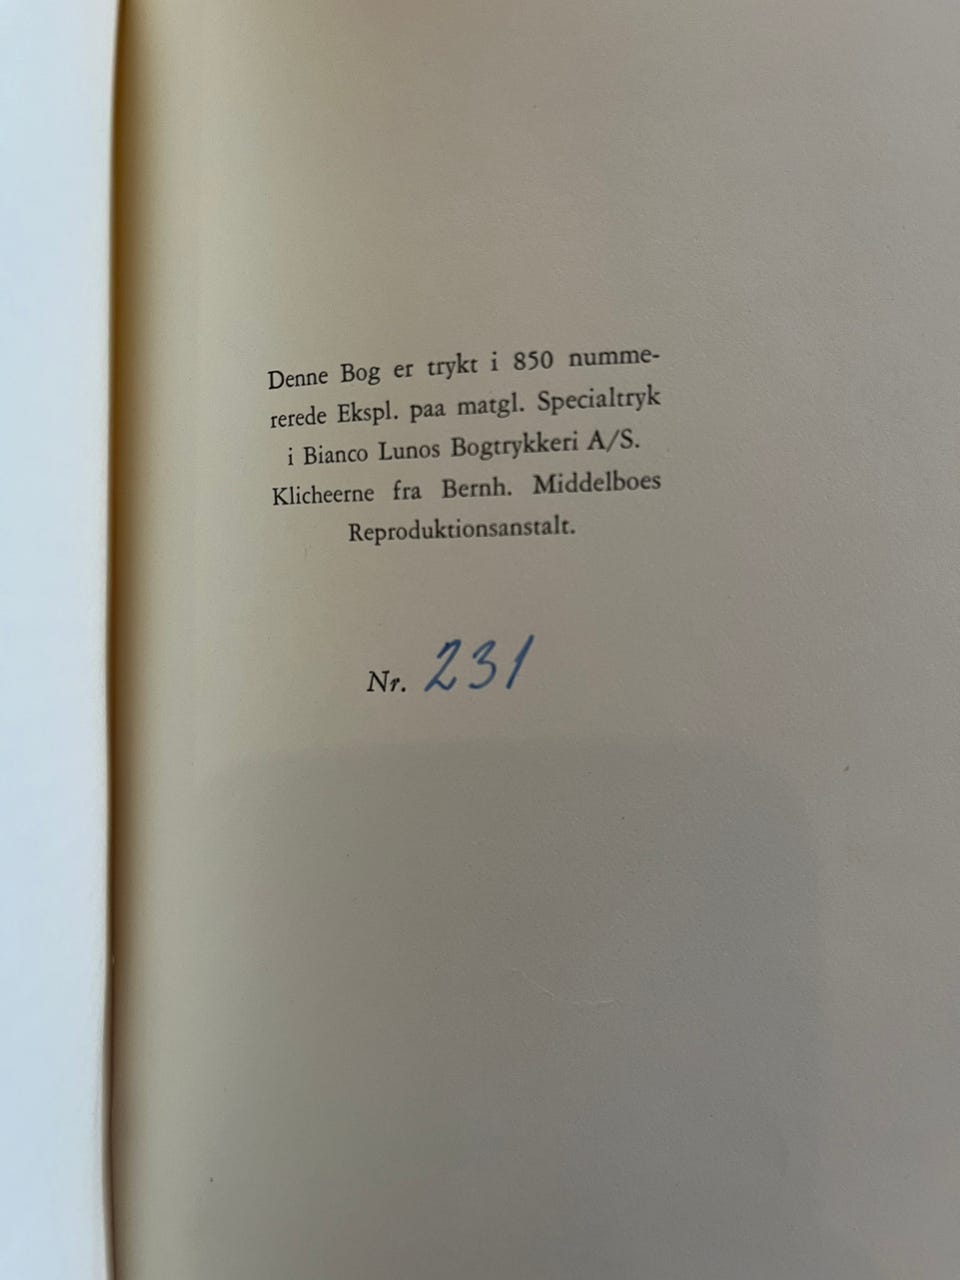 Denne Bog er trykt i 850 numme-
rerede Ekspl. paa matgl. Specialtryk
i Bianco Lunos Bogtrykkeri A/S.
Klicheerne fra Bernh. Middelboes
Reproduktionsanstalt.
Nr. 231